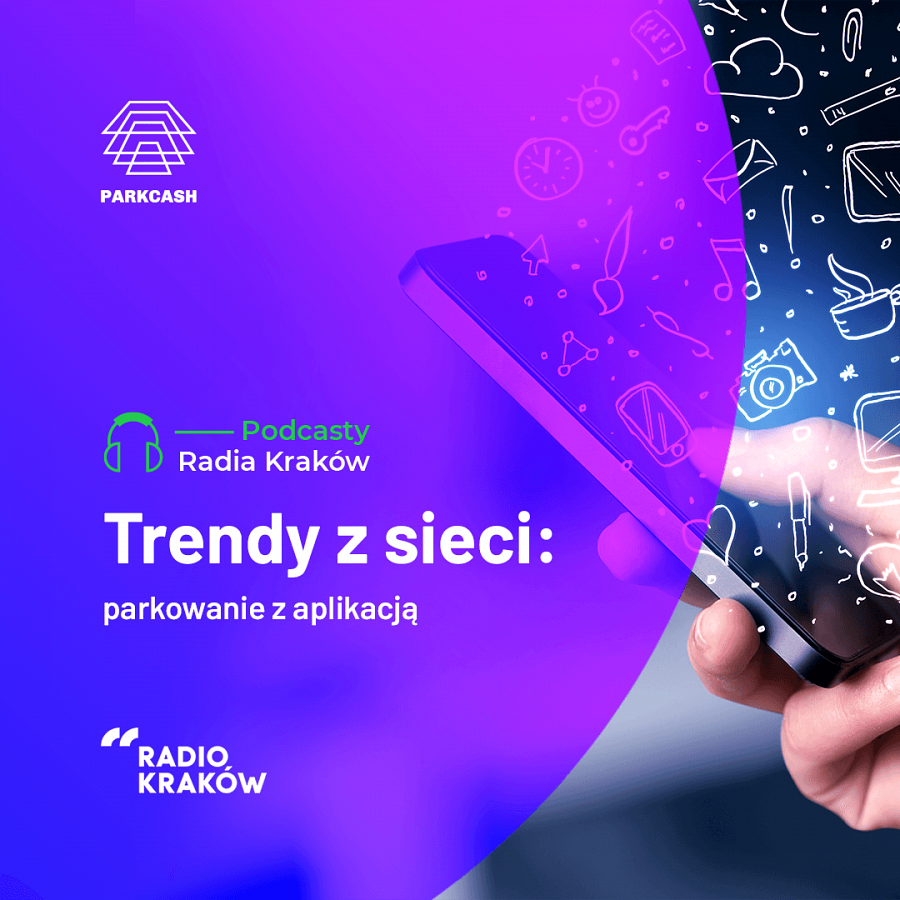 PARKCASH
Podcasty
Radia Kraków
Trendy z sieci:
parkowanie z aplikacją
RADIO
KRAKÓW